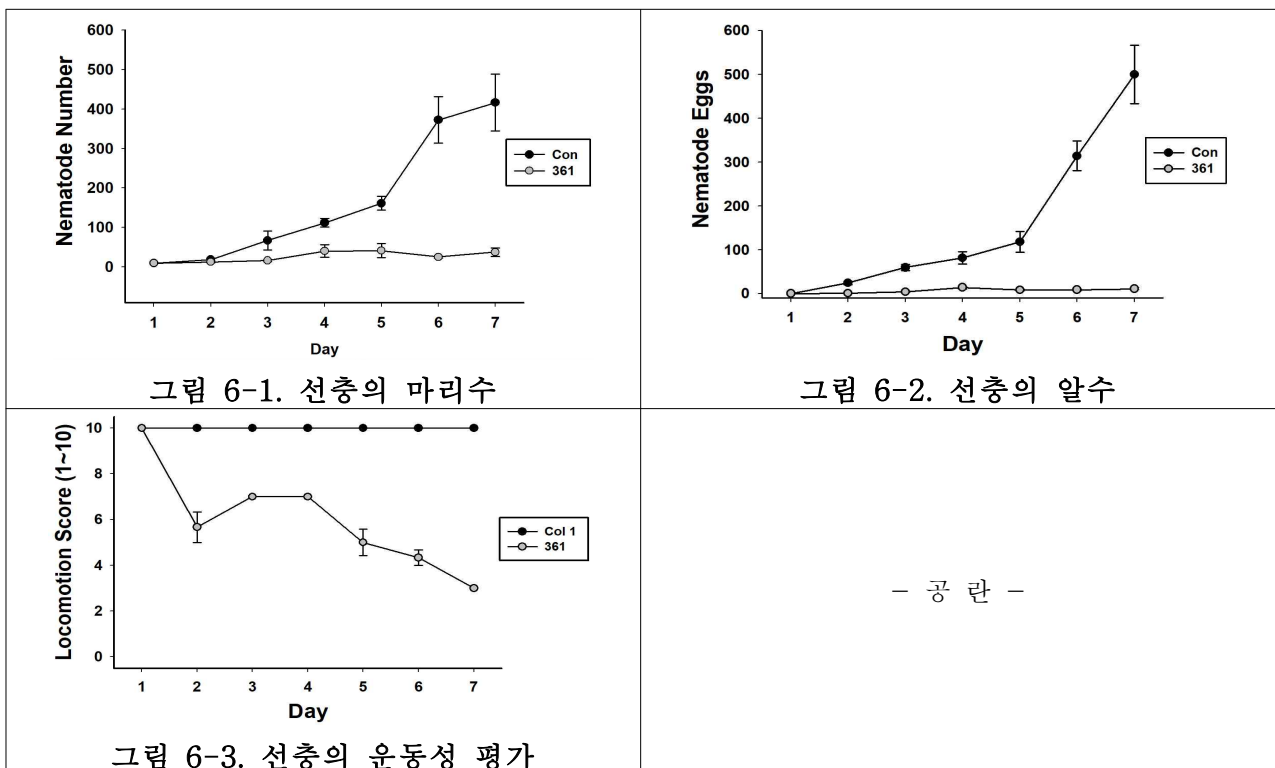 600
500
400
300
200
100
0
Nematode Number
Con
361
1 2 3 4 5 6 7
Day
그림 6-1. 선충의 마리수
600
500
400
300
200
100
0
Nematode Eggs
Con
361
1 2 3 4 5 6 7
Day
그림 6-2. 선충의 알수
10
8
6
4
2
0
Locomotion Score (1~10)
Col 1
361
1 2 3 4 5 6 7
Day
그림 6-3. 선충의 운동성 평가
- 공 란 -